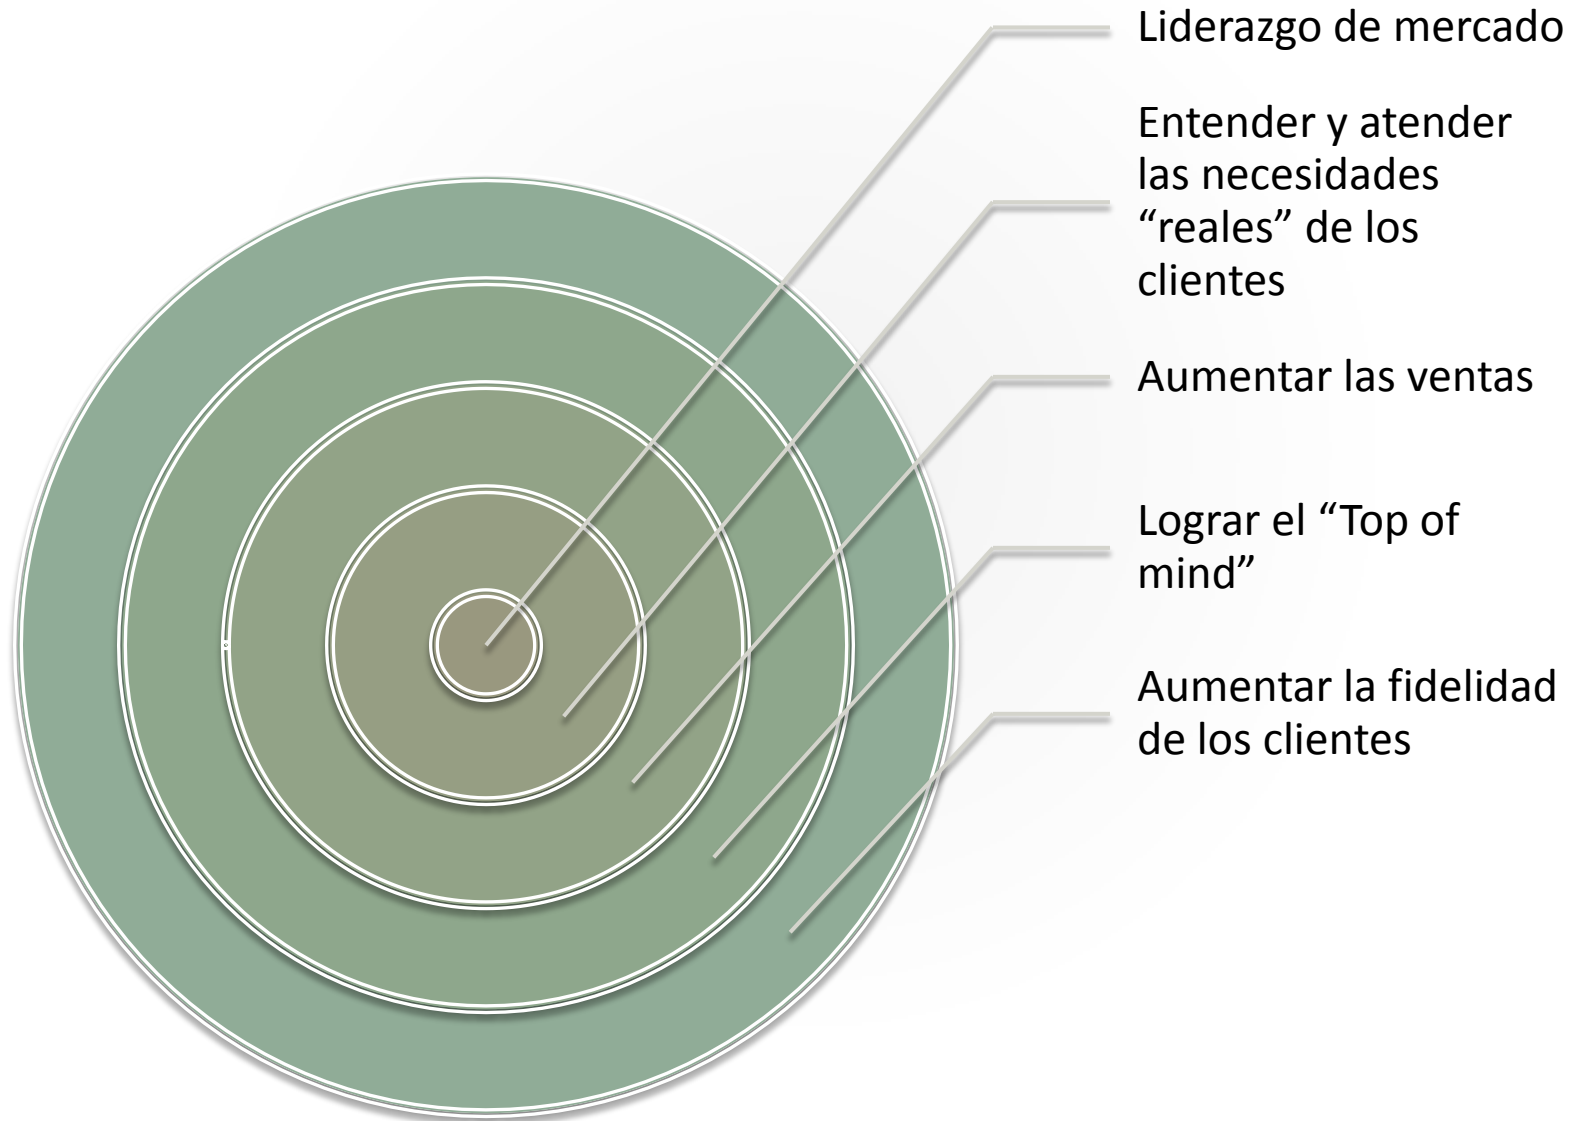 Liderazgo de mercado
Entender y atender
las necesidades
“reales” de los
clientes
Aumentar las ventas
Lograr el “Top of
mind”
Aumentar la fidelidad
de los clientes